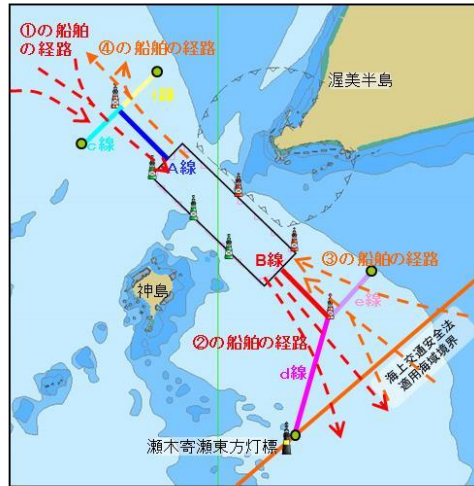 ①の船舶
の経路
④の船舶の経路
渥美半島
c線
A線
B線
③の船舶の経路
神島
e線
②の船舶の経路
d線
海上交通安全法
適用海域境界
瀬木寄瀬東方灯標